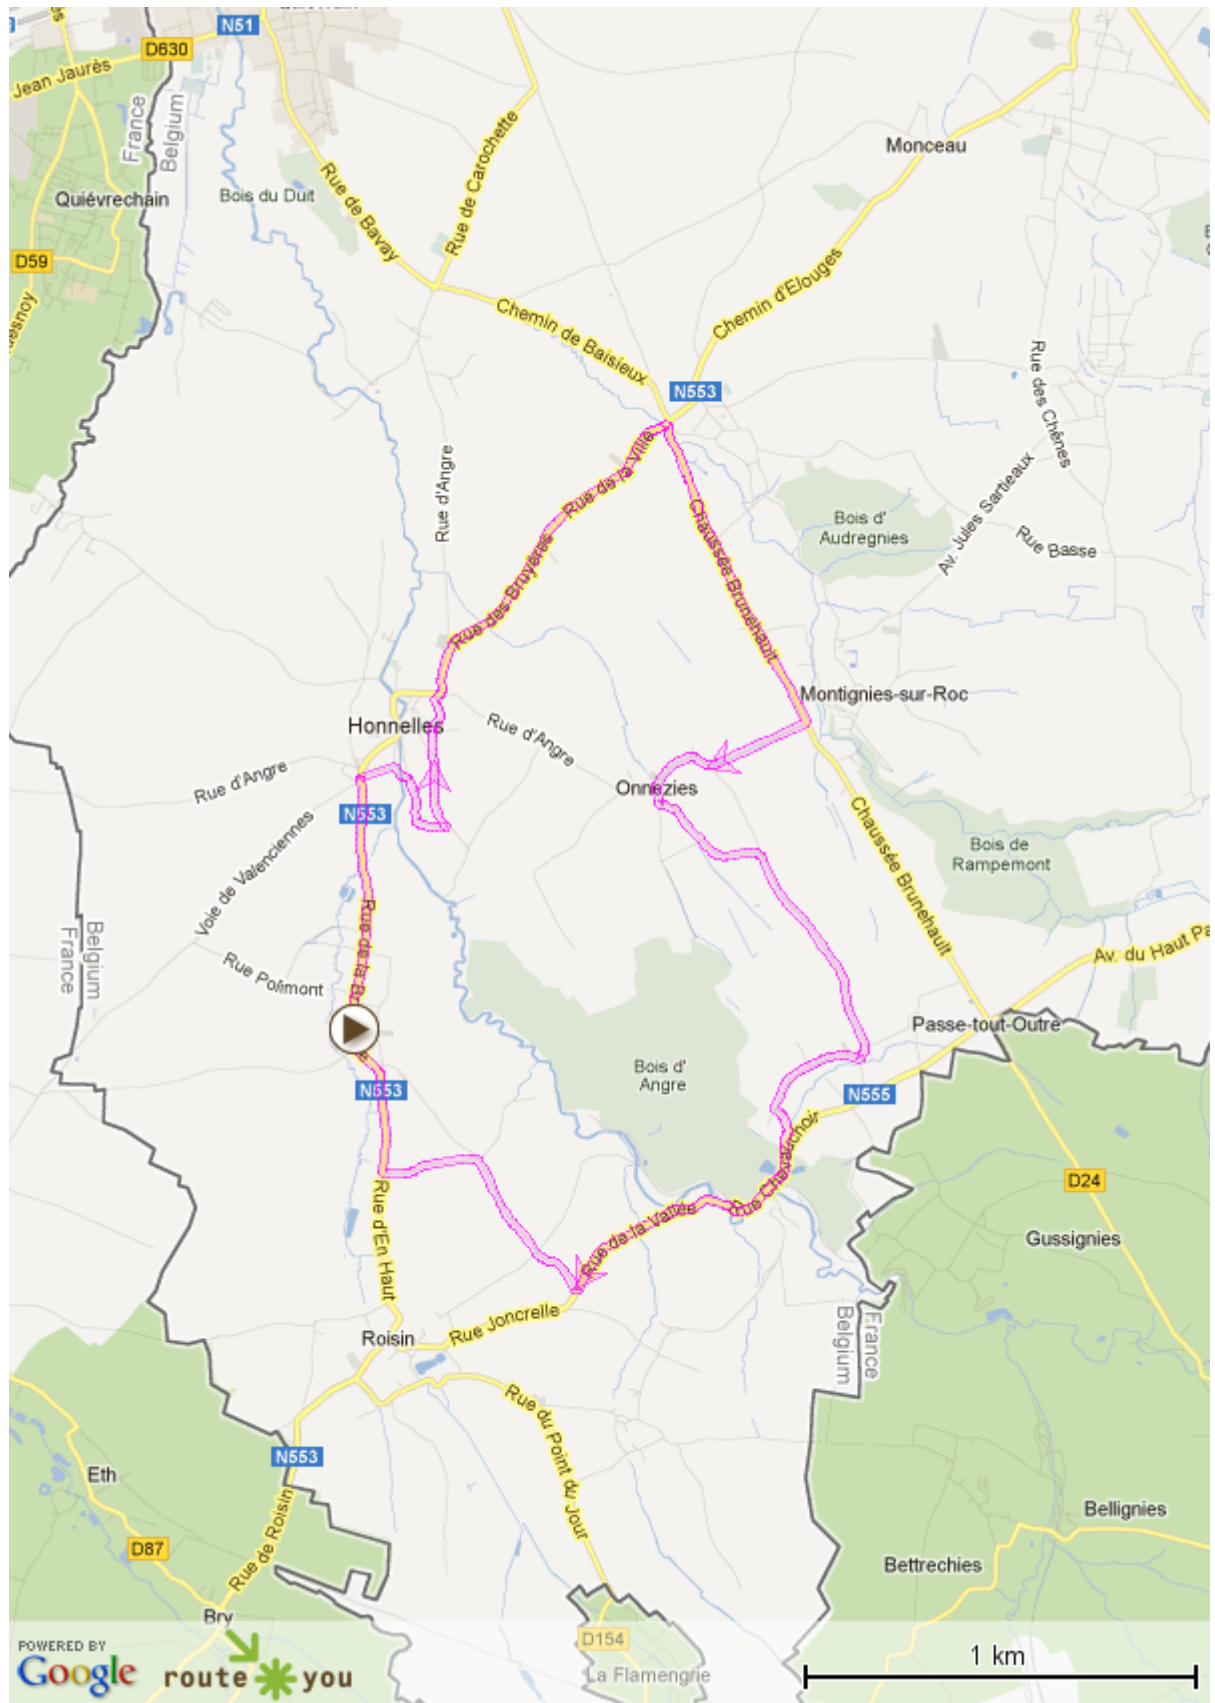 N51
D630
Jean Jaurès
France
Belgium
Monceau
Quiévrechain
Bois du Duit
Rue de Bavay
Rue de Carochette
D59
Chemin d'Elouges
Chemin de Baisieux
N553
Rue des Chênes
Rue d'Angre
Rue de la Ville
Av. Jules Sartieaux
Bois d'
Audregnies
Rue Basse
Chaussée Brunehault
Rue des Bruyères
Montignies-sur-Roc
Honnelles
Rue d'Angre
Rue d'Angre
Onnezies
N553
Voie de Valenciennes
Chaussée Brunehault
Bois de
Rampemont
Belgium
France
Rue de la
Av. du Haut
Rue Polimont
Passe-tout-Outre
Bois d'
Angre
N553
N555
D24
Rue de la Vallée
Rue d'En Haut
Gussignies
Rue Joncrelle
France
Belgium
Roisin
Rue du Point du Jour
N553
Eth
Rue de Roisin
Bellignies
D87
Bettrechies
Bry
D154
La Flamengrie
POWERED BY
Google
route you
1 km